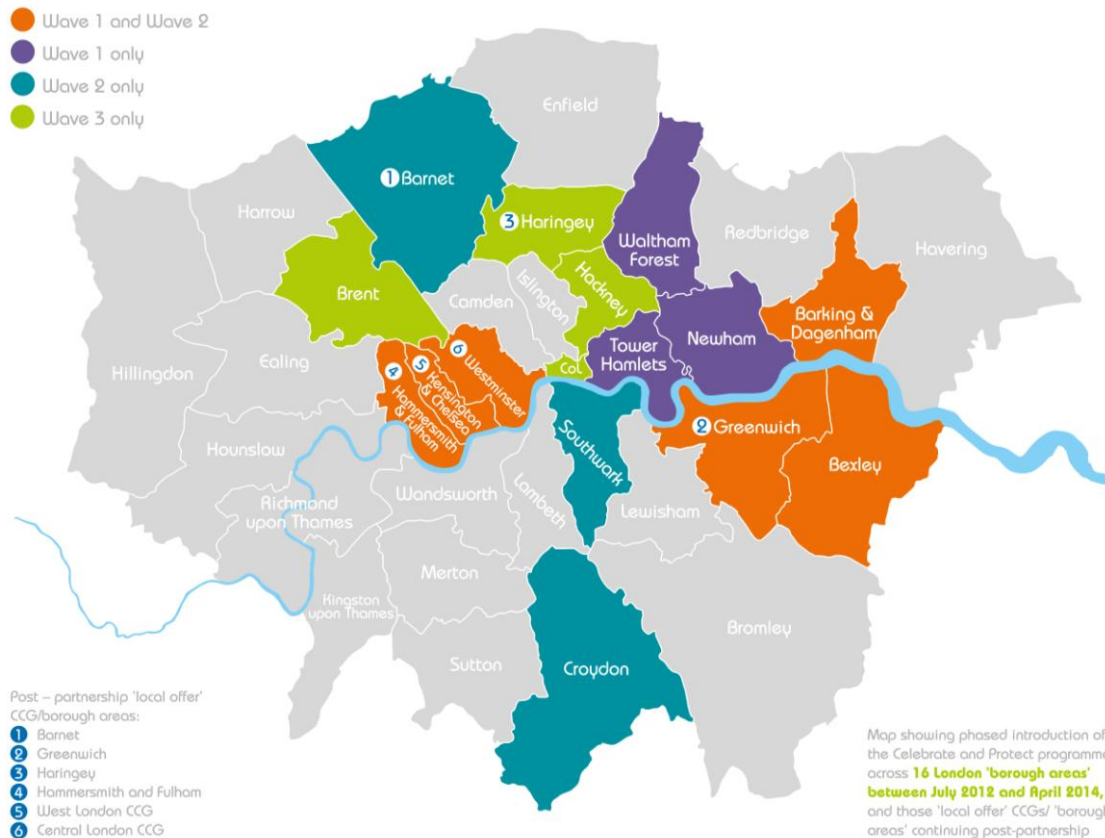 Wave 1 and Wave 2
Wave 1 only
Wave 2 only
Wave 3 only
Enfield
1 Barnet
Harrow
3 Haringey
Waltham
Forest
Redbridge
Havering
Brent
Camden
Islington
Hackney
Barking &
Dagenham
Newham
Tower
Hamlets
Hillingdon
Ealing
6 Westminster
5 Kensington
& Chelsea
4 Hammersmith
& Fulham
CoL
2 Greenwich
Bexley
Southwark
Hounslow
Richmond
upon Thames
Wandsworth
Lambeth
Lewisham
Merton
Kingston
upon Thames
Sutton
Croydon
Bromley
Post – partnership 'local offer'
CCG/borough areas:
1 Barnet
2 Greenwich
3 Haringey
4 Hammersmith and Fulham
5 West London CCG
6 Central London CCG
Map showing phased introduction of
the Celebrate and Protect programme
across 16 London 'borough areas'
between July 2012 and April 2014,
and those 'local offer' CCGs/ 'borough
areas' continuing post-partnership